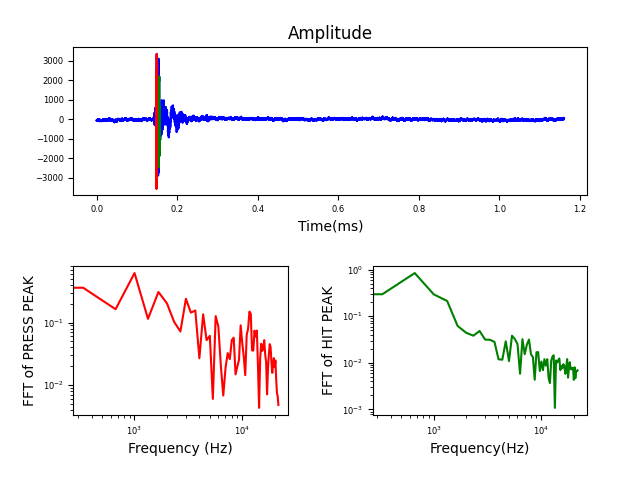 Amplitude
3000
2000
1000
0
−1000
−2000
−3000
0.0 0.2 0.4 0.6 0.8 1.0 1.2
Time(ms)
FFT of PRESS PEAK
10⁻¹
10⁻²
10³ 10⁴
Frequency (Hz)
FFT of HIT PEAK
10⁰
10⁻¹
10⁻²
10⁻³
10³ 10⁴
Frequency(Hz)